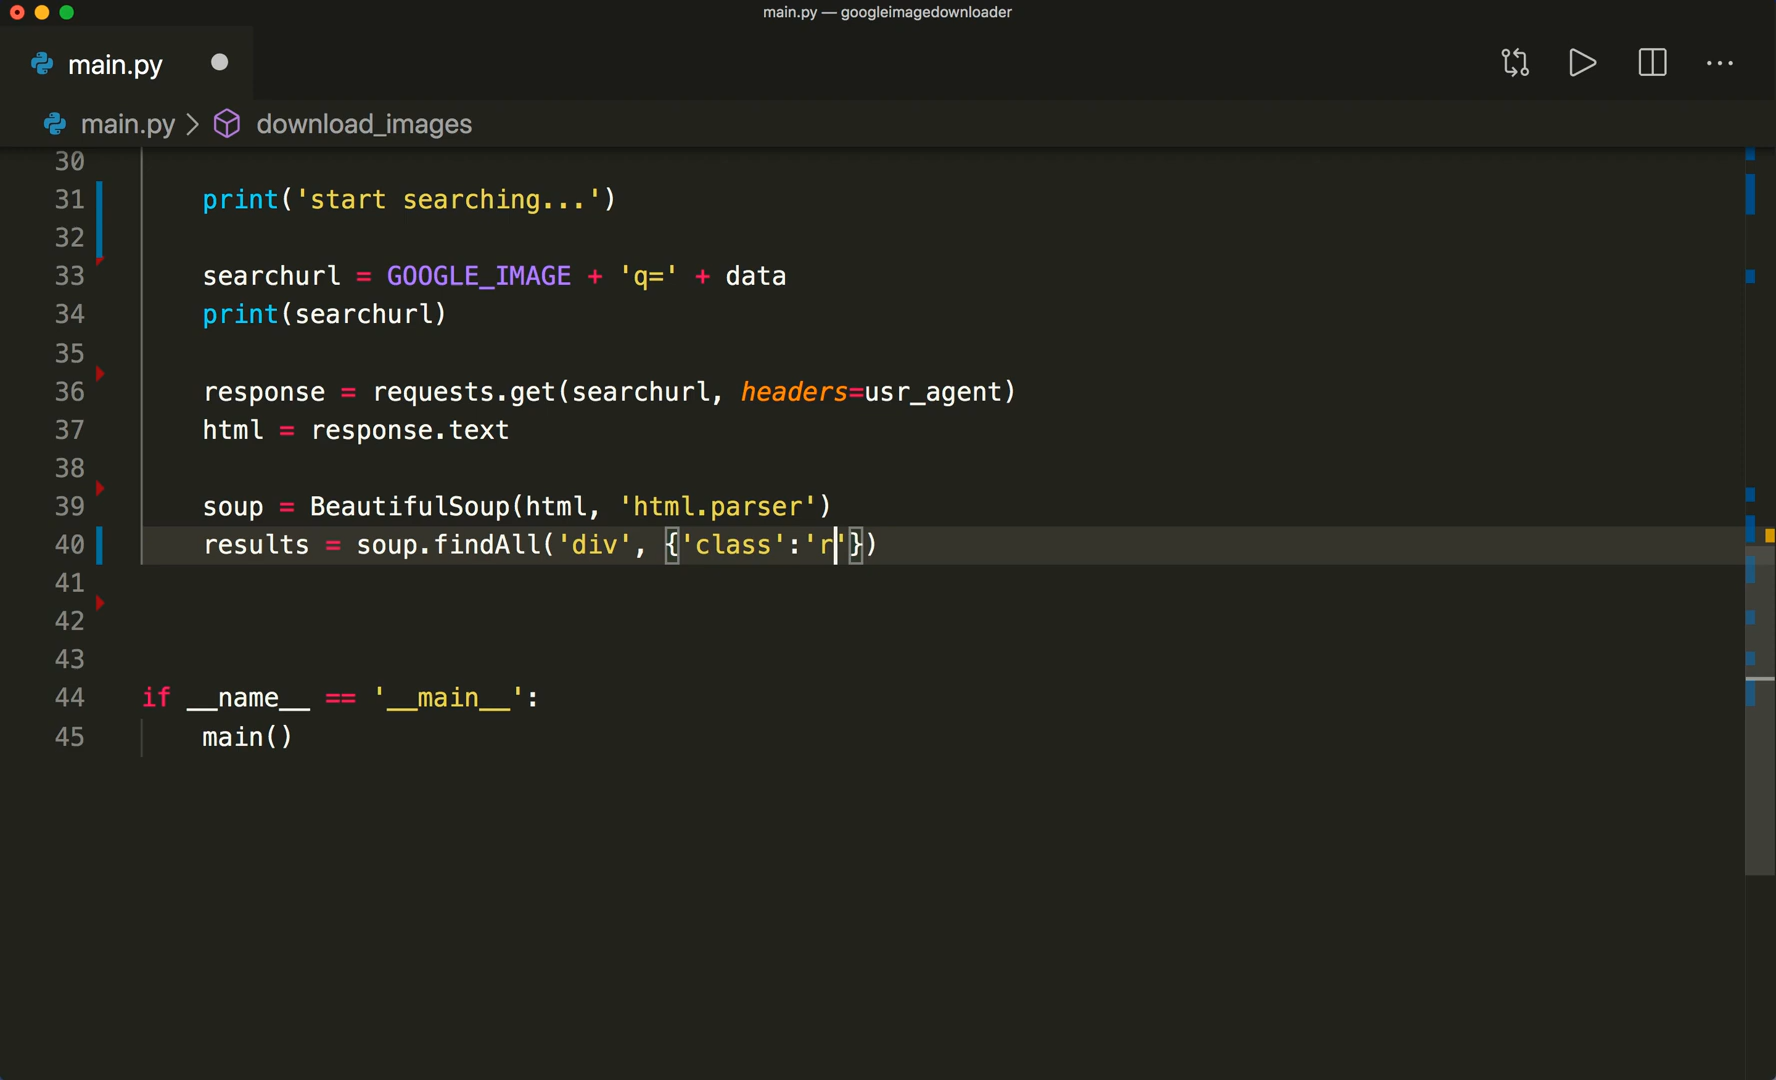 main.py — googleimagedownloader
main.py
main.py > download_images
30
31 print('start searching...')
32
33 searchurl = GOOGLE_IMAGE + 'q=' + data
34 print(searchurl)
35
36 response = requests.get(searchurl, headers=usr_agent)
37 html = response.text
38
39 soup = BeautifulSoup(html, 'html.parser')
40 results = soup.findAll('div', {'class':'r'})
41
42
43
44 if __name__ == '__main__':
45 main()